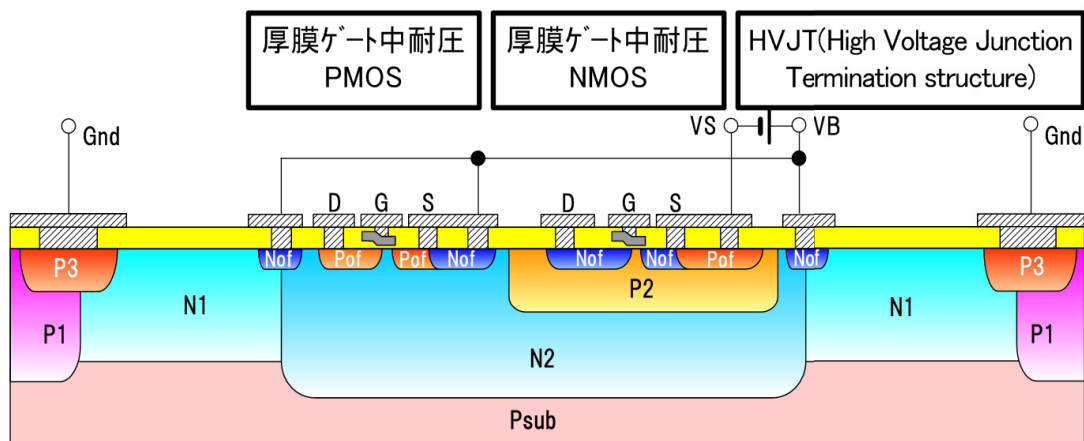 厚膜ｹﾞｰﾄ中耐圧
PMOS
厚膜ｹﾞｰﾄ中耐圧
NMOS
HVJT(High Voltage Junction
Termination structure)
Gnd
VS
VB
Gnd
D
G
S
D
G
S
P3
Nof
Pof
Pof
Nof
Nof
Nof
Pof
Nof
P3
P1
N1
P2
N1
P1
N2
Psub